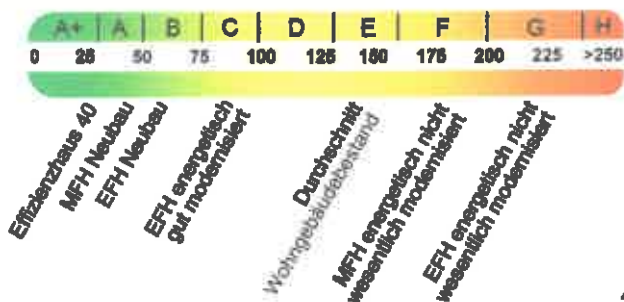 A+ A B C D E F G H
0 25 50 75 100 125 150 175 200 225 >250
Effizienzhaus 40
MFH Neubau
EFH Neubau
EFH energetisch
gut modernisiert
Durchschnitt
Wohngebäudebestand
MFH energetisch nicht
wesentlich modernisiert
EFH energetisch nicht
wesentlich modernisiert